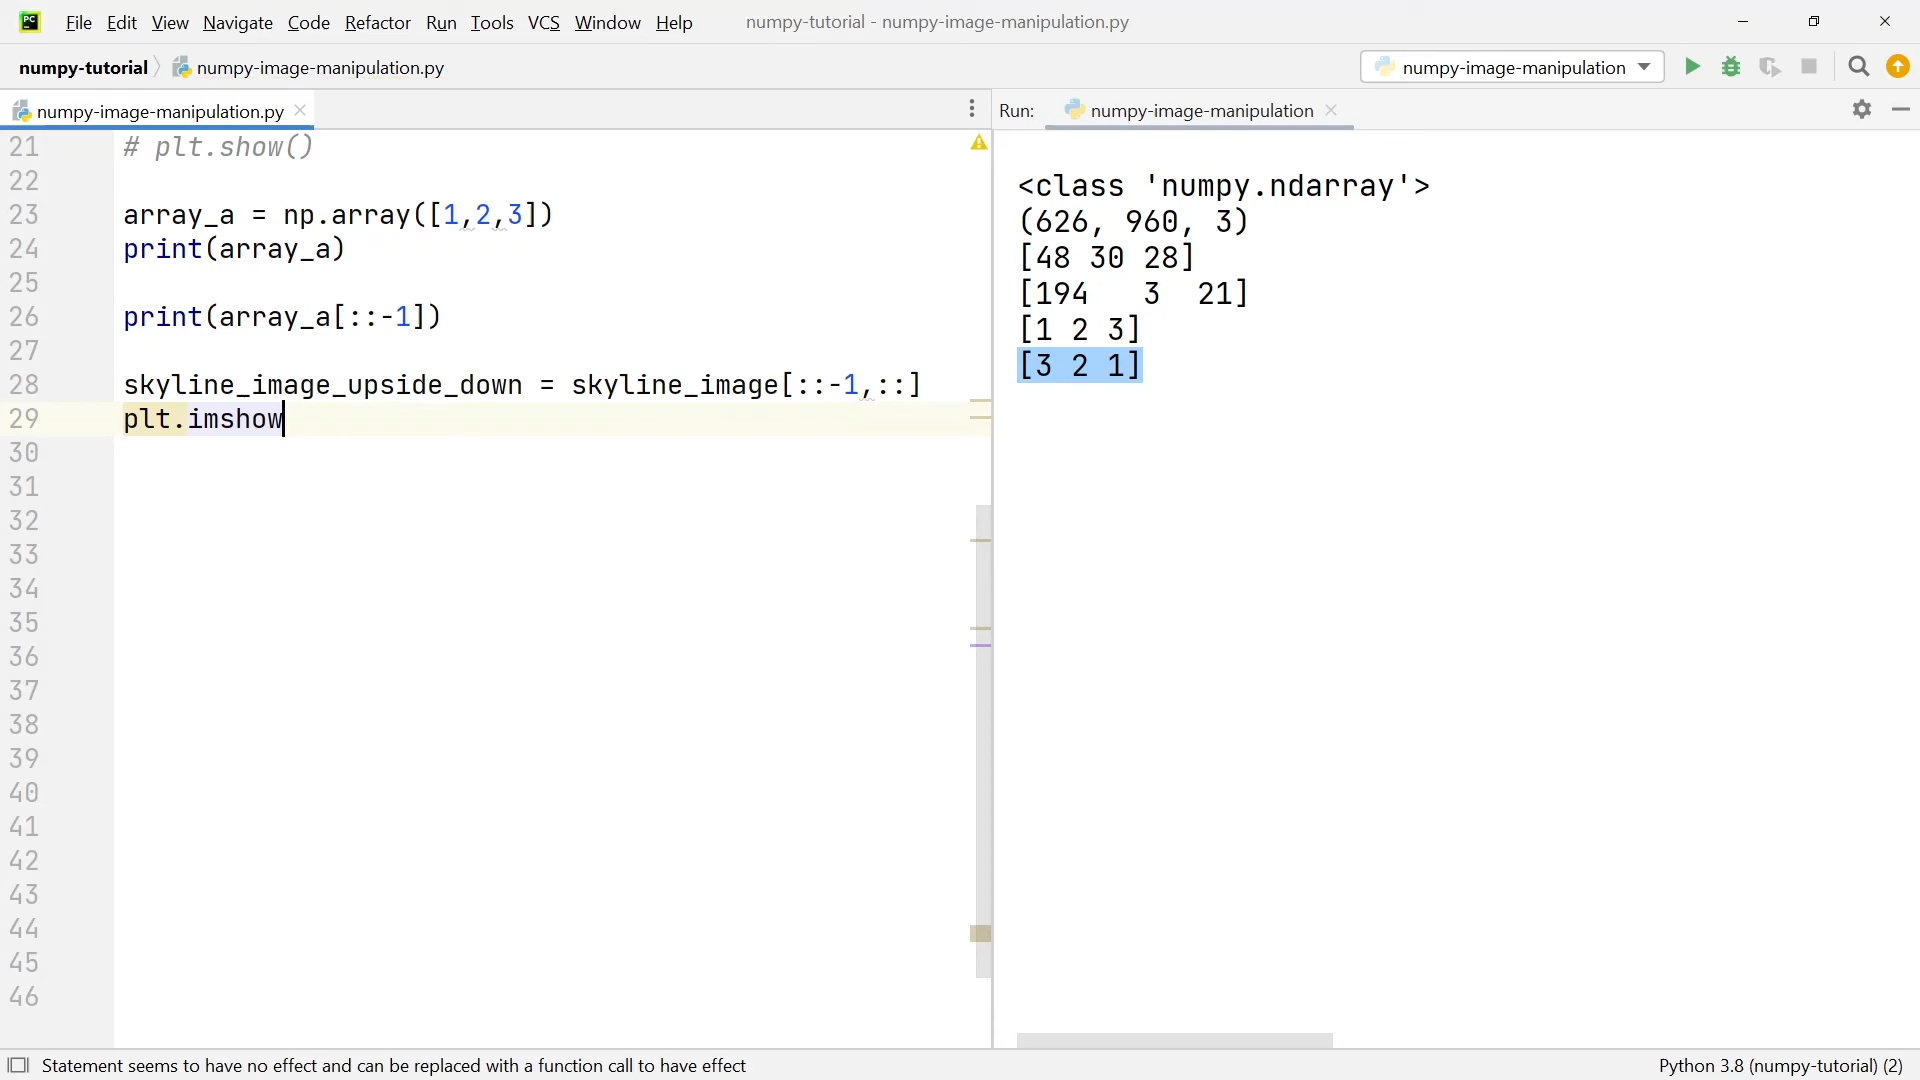 PC File Edit View Navigate Code Refactor Run Tools VCS Window Help numpy-tutorial - numpy-image-manipulation.py
numpy-tutorial numpy-image-manipulation.py numpy-image-manipulation
numpy-image-manipulation.py Run: numpy-image-manipulation
21 # plt.show()
22
23 array_a = np.array([1,2,3])
24 print(array_a)
25
26 print(array_a[::-1])
27
28 skyline_image_upside_down = skyline_image[::-1,::]
29 plt.imshow
30
31
32
33
34
35
36
37
38
39
40
41
42
43
44
45
46
<class 'numpy.ndarray'>
(626, 960, 3)
[48 30 28]
[194   3  21]
[1 2 3]
[3 2 1]
Statement seems to have no effect and can be replaced with a function call to have effect Python 3.8 (numpy-tutorial) (2)